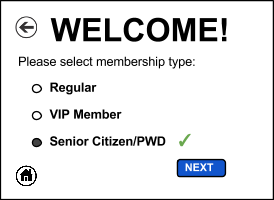 WELCOME!
Please select membership type:
Regular
VIP Member
Senior Citizen/PWD
NEXT